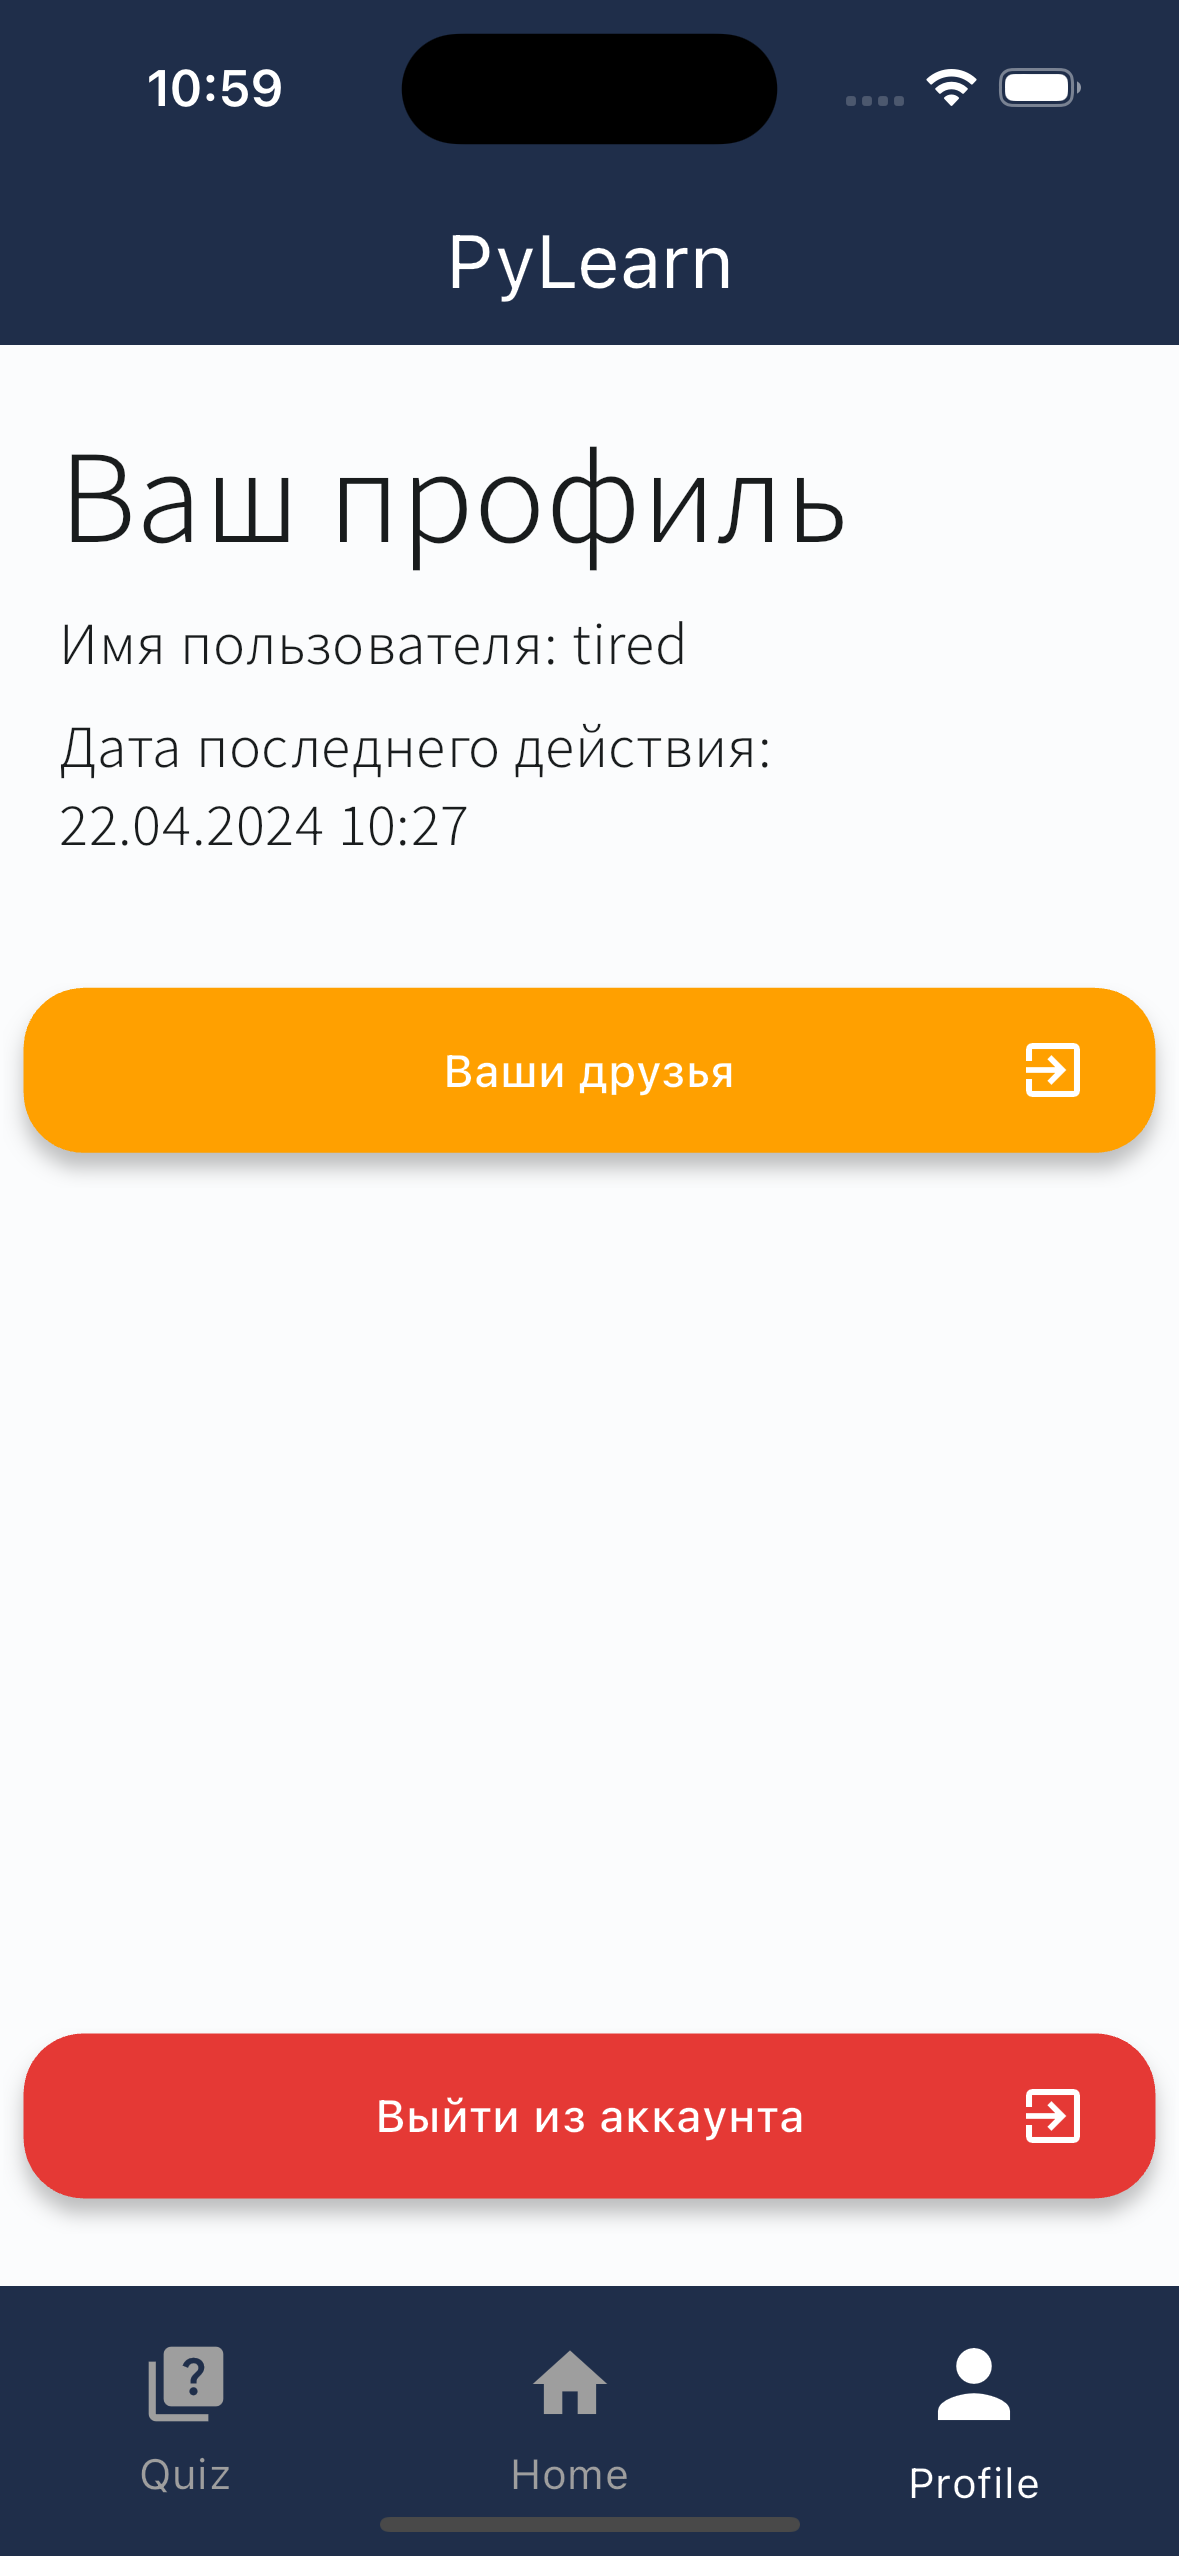 10:59
PyLearn
Ваш профиль
Имя пользователя: tired
Дата последнего действия:
22.04.2024 10:27
Ваши друзья
Выйти из аккаунта
?
Quiz
Home
Profile